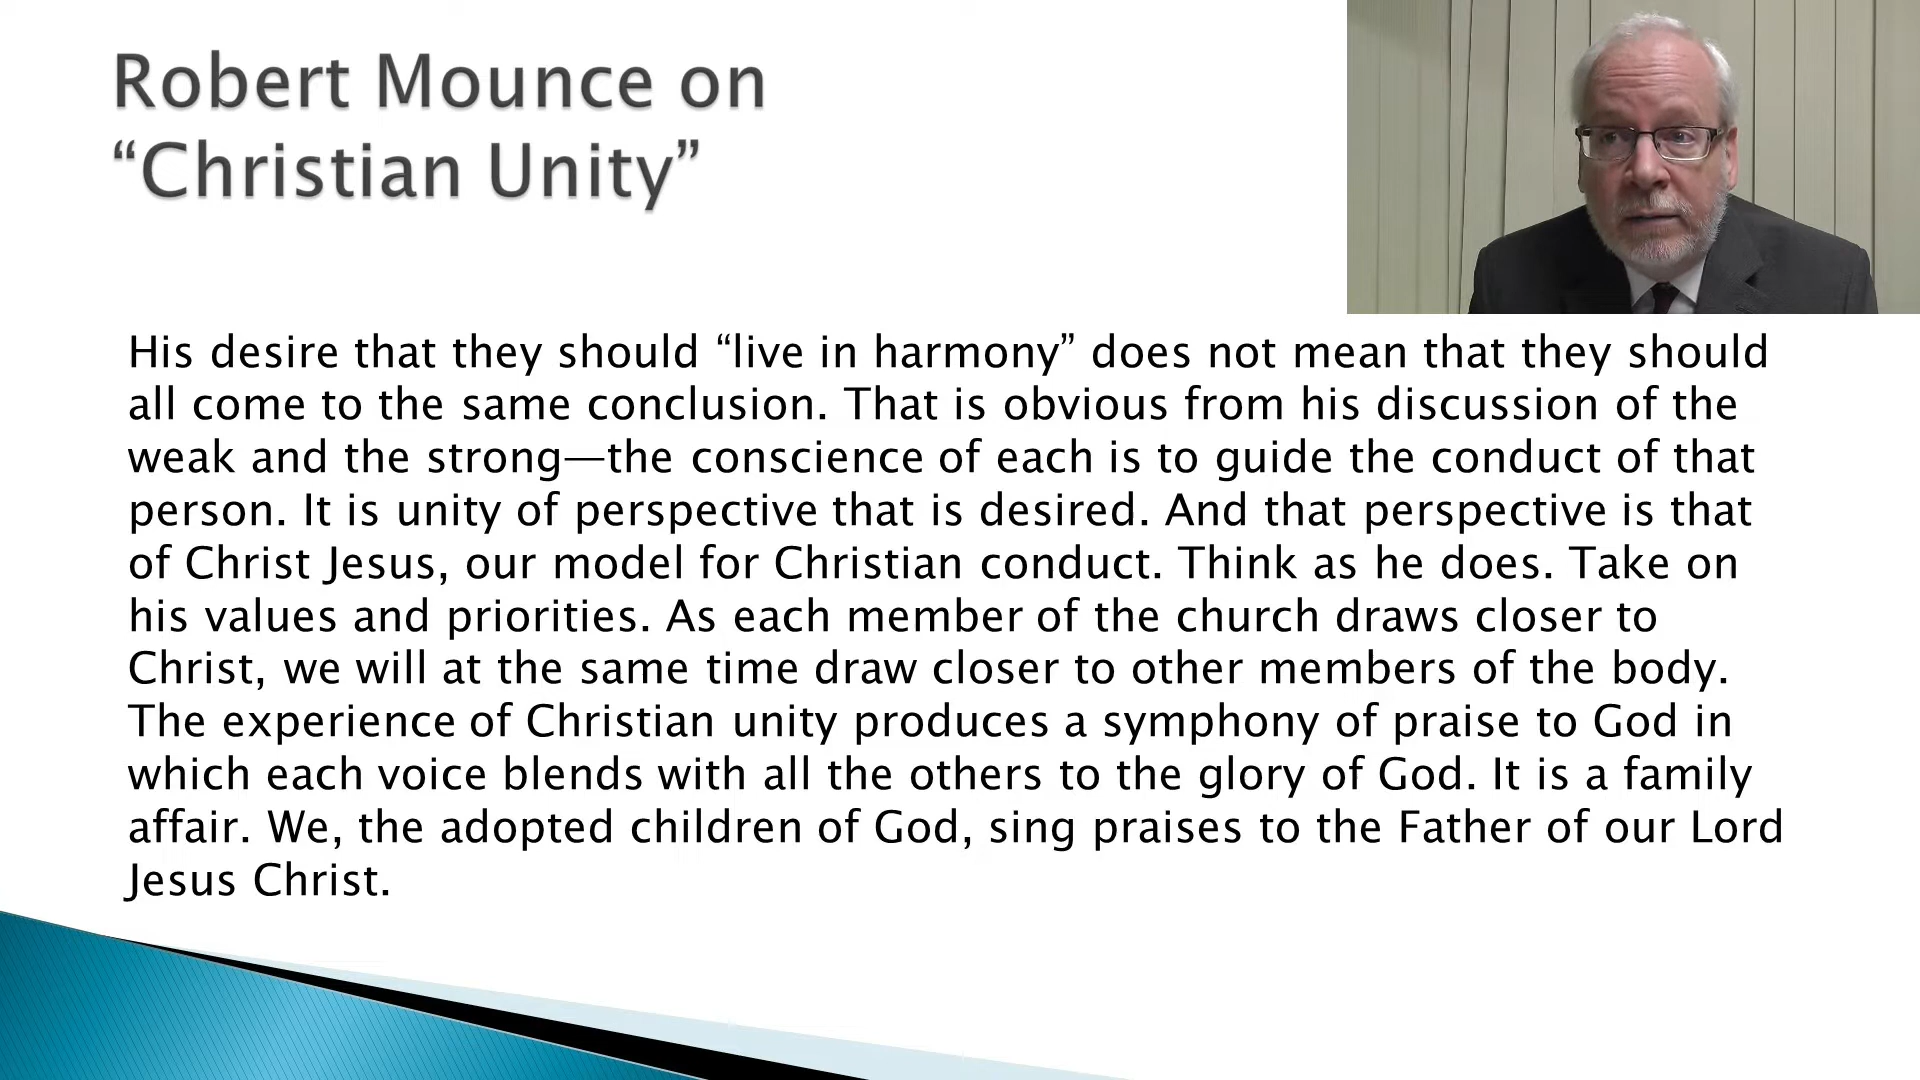 Robert Mounce on
“Christian Unity”
His desire that they should “live in harmony” does not mean that they should
all come to the same conclusion. That is obvious from his discussion of the
weak and the strong—the conscience of each is to guide the conduct of that
person. It is unity of perspective that is desired. And that perspective is that
of Christ Jesus, our model for Christian conduct. Think as he does. Take on
his values and priorities. As each member of the church draws closer to
Christ, we will at the same time draw closer to other members of the body.
The experience of Christian unity produces a symphony of praise to God in
which each voice blends with all the others to the glory of God. It is a family
affair. We, the adopted children of God, sing praises to the Father of our Lord
Jesus Christ.